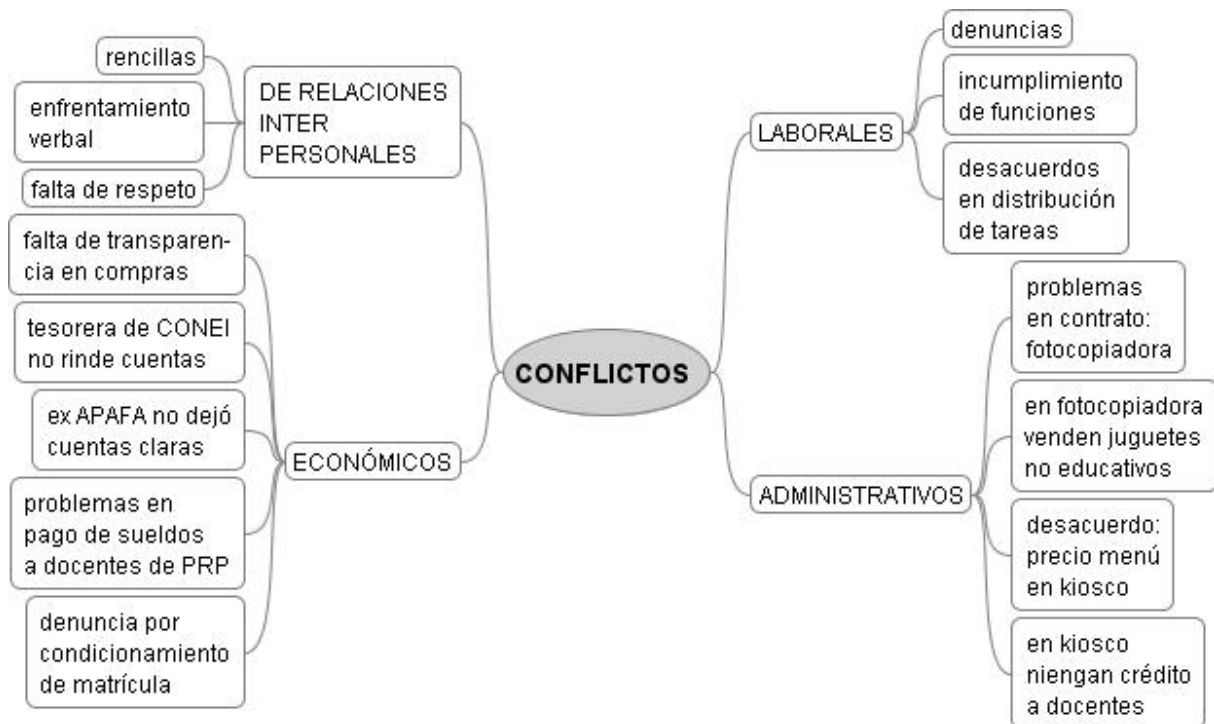 CONFLICTOS
DE RELACIONES
INTER
PERSONALES
rencillas
enfrentamiento
verbal
falta de respeto
ECONÓMICOS
falta de transparen-
cia en compras
tesorera de CONEI
no rinde cuentas
ex APAFA no dejó
cuentas claras
problemas en
pago de sueldos
a docentes de PRP
denuncia por
condicionamiento
de matrícula
LABORALES
denuncias
incumplimiento
de funciones
desacuerdos
en distribución
de tareas
ADMINISTRATIVOS
problemas
en contrato:
fotocopiadora
en fotocopiadora
venden juguetes
no educativos
desacuerdo:
precio menú
en kiosco
en kiosco
niengan crédito
a docentes